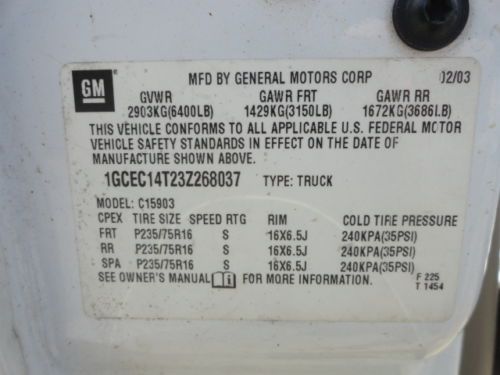 GM
MFD BY GENERAL MOTORS CORP 02/03
GVWR GAWR FRT GAWR RR
2903KG(6400LB) 1429KG(3150LB) 1672KG(3686LB)
THIS VEHICLE CONFORMS TO ALL APPLICABLE U.S. FEDERAL MOTOR
VEHICLE SAFETY STANDARDS IN EFFECT ON THE DATE OF
MANUFACTURE SHOWN ABOVE.
1GCEC14T23Z268037 TYPE: TRUCK
MODEL: C15903
CPEX TIRE SIZE SPEED RTG RIM COLD TIRE PRESSURE
FRT P235/75R16 S 16X6.5J 240KPA(35PSI)
RR P235/75R16 S 16X6.5J 240KPA(35PSI)
SPA P235/75R16 S 16X6.5J 240KPA(35PSI)
SEE OWNER'S MANUAL i FOR MORE INFORMATION.
F 225
T 1454